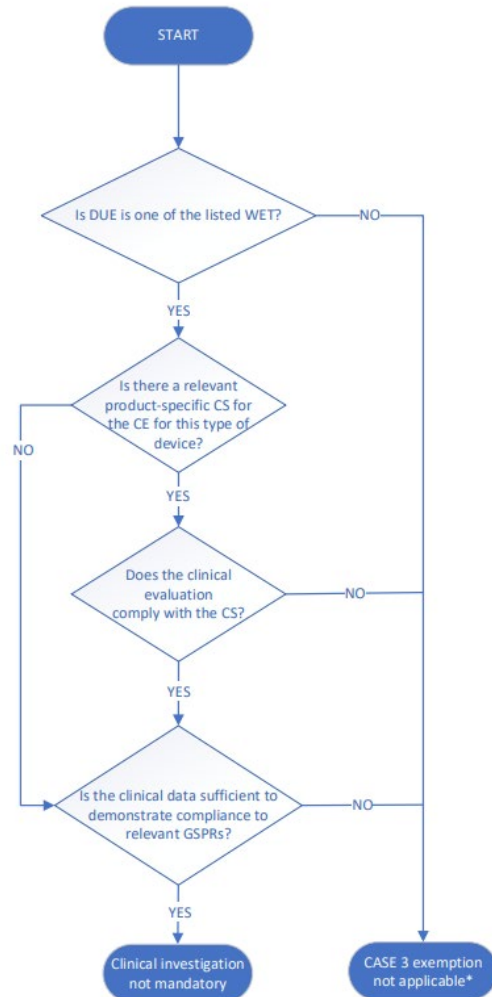 START
Is DUE is one of the listed WET?
NO
YES
Is there a relevant
product-specific CS for
the CE for this type of
device?
NO
YES
Does the clinical
evaluation
comply with the CS?
NO
YES
Is the clinical data sufficient to
demonstrate compliance to
relevant GSPRs?
NO
YES
Clinical investigation
not mandatory
CASE 3 exemption
not applicable*